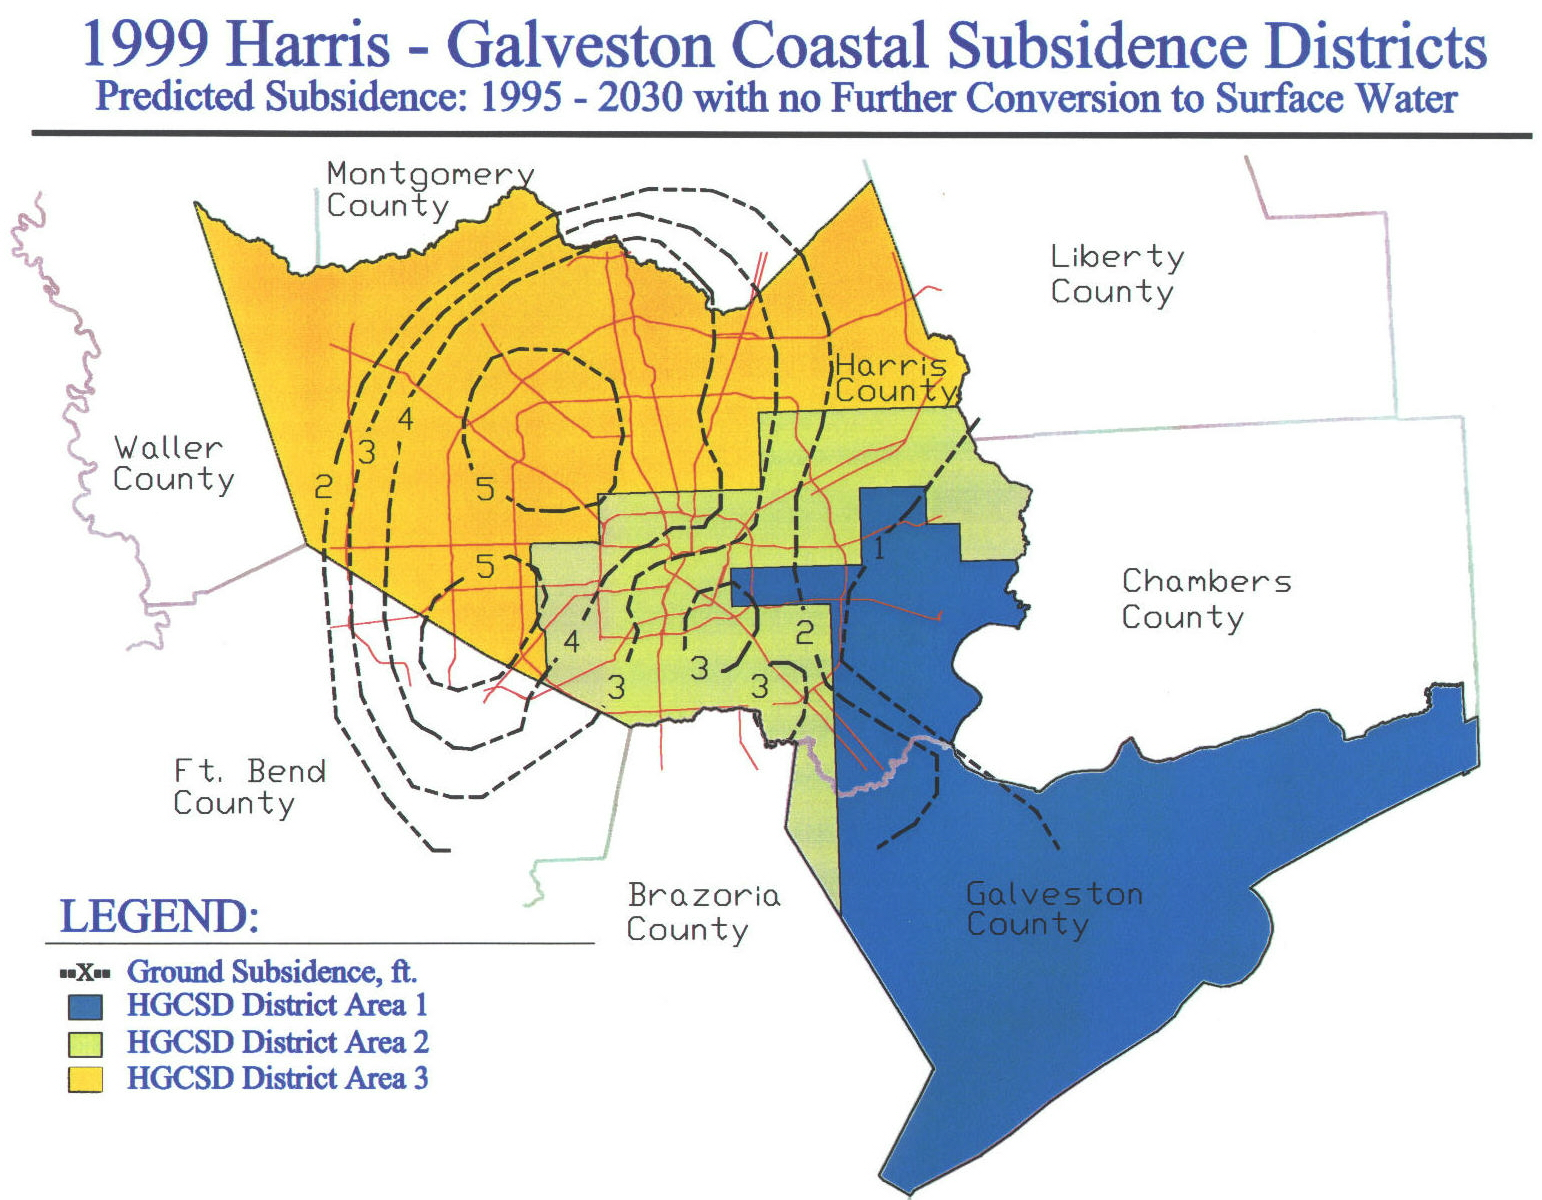 1999 Harris - Galveston Coastal Subsidence Districts
Predicted Subsidence: 1995 - 2030 with no Further Conversion to Surface Water
Montgomery
County
Liberty
County
Harris
County
4
3
Waller
County
2
5
1
5
Chambers
County
4
2
3
3
3
Ft. Bend
County
Brazoria
County
Galveston
County
LEGEND:
X Ground Subsidence, ft.
HGCSD District Area 1
HGCSD District Area 2
HGCSD District Area 3